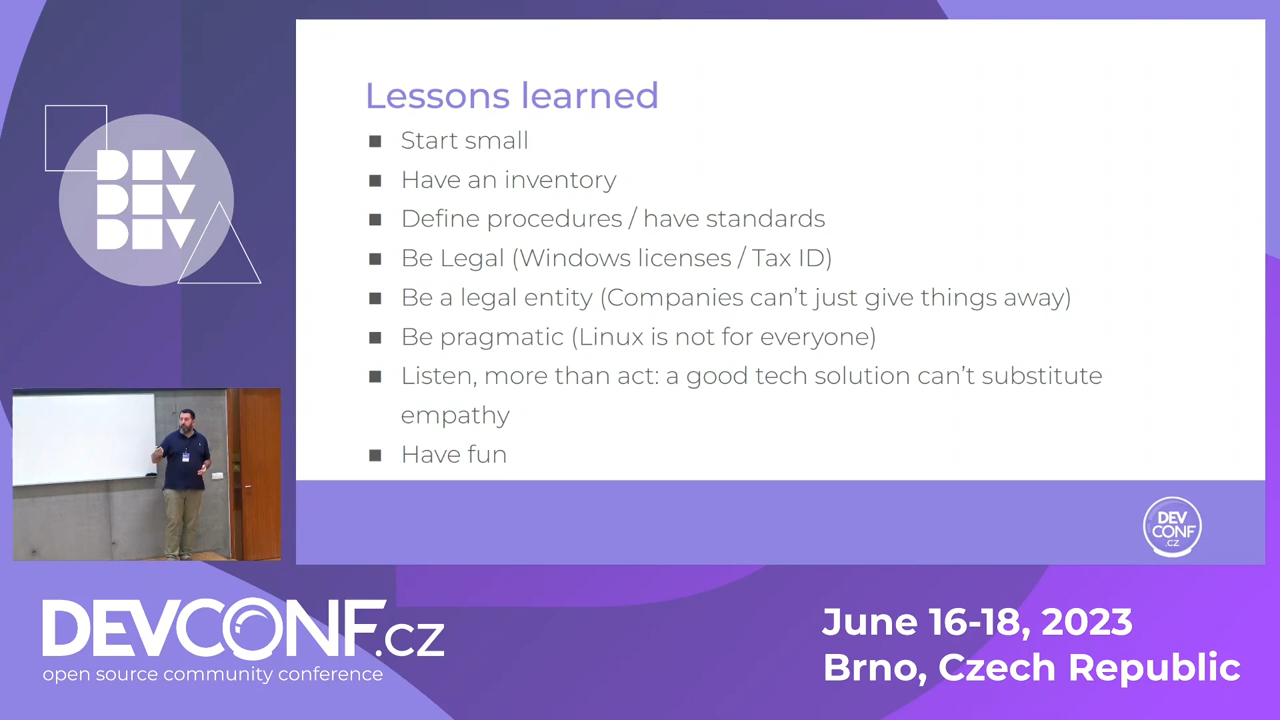 Lessons learned
■ Start small
■ Have an inventory
■ Define procedures / have standards
■ Be Legal (Windows licenses / Tax ID)
■ Be a legal entity (Companies can't just give things away)
■ Be pragmatic (Linux is not for everyone)
■ Listen, more than act: a good tech solution can't substitute
empathy
■ Have fun
DEV
DEV
DEV
DEV
CONF
.CZ
DEVCONF.cz
open source community conference
June 16-18, 2023
Brno, Czech Republic